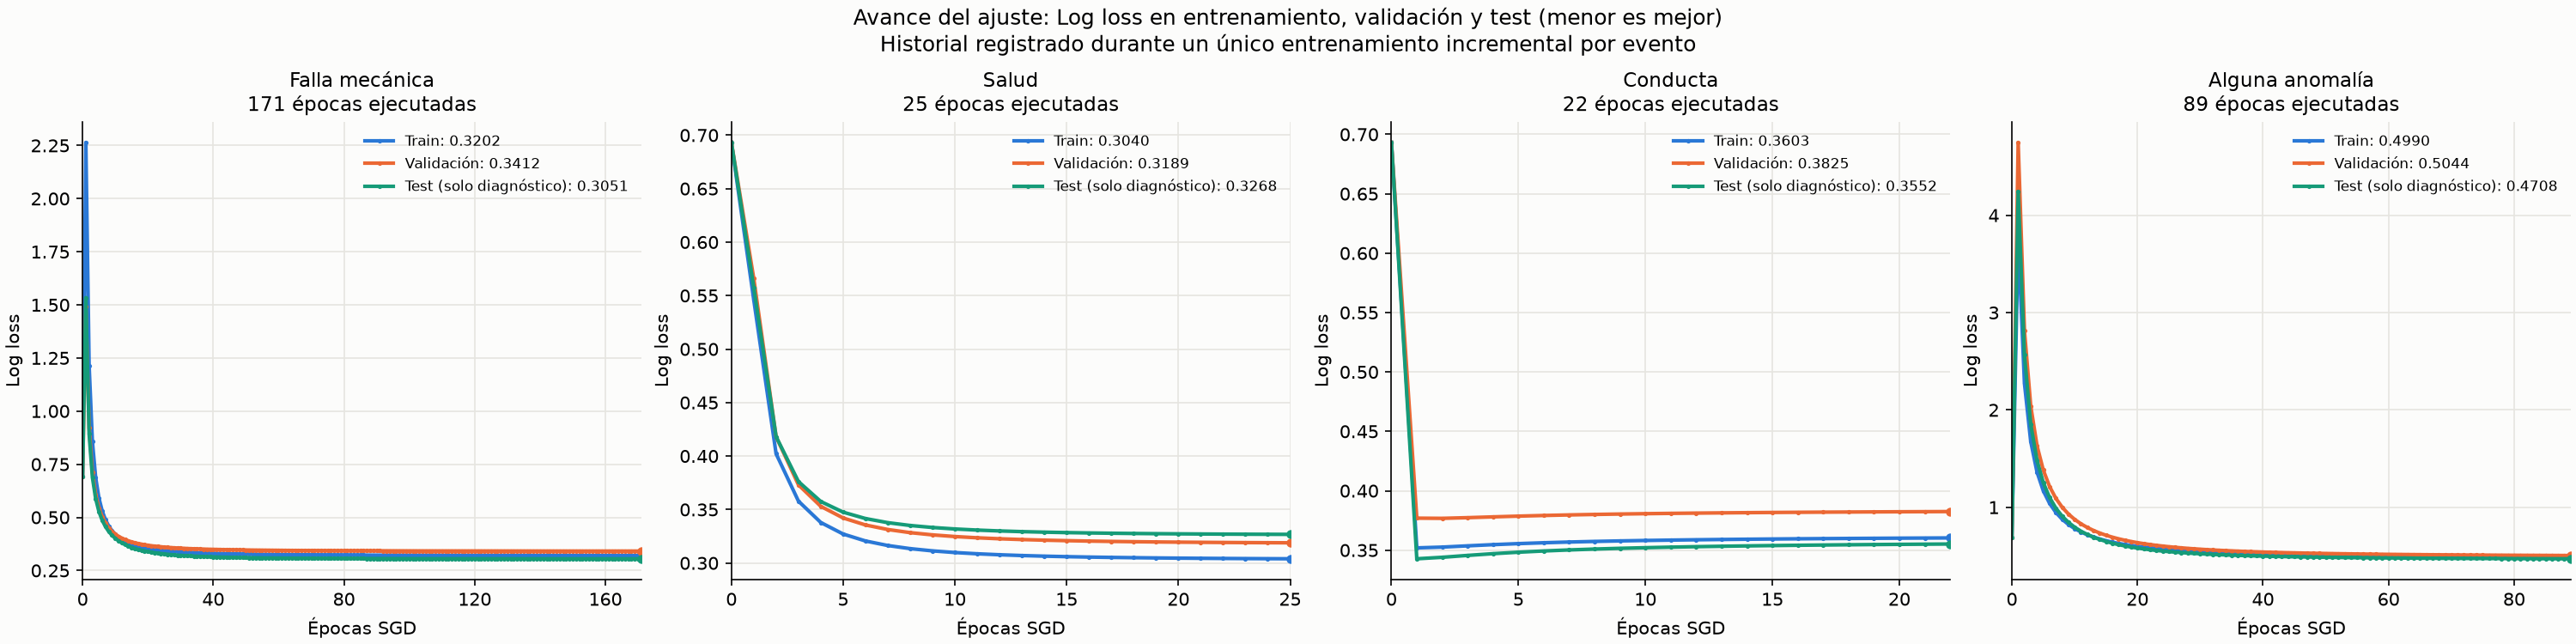 Avance del ajuste: Log loss en entrenamiento, validación y test (menor es mejor)
Historial registrado durante un único entrenamiento incremental por evento
Falla mecánica
171 épocas ejecutadas
Train: 0.3202
Validación: 0.3412
Test (solo diagnóstico): 0.3051
2.25
2.00
1.75
1.50
1.25
1.00
0.75
0.50
0.25
Log loss
0 40 80 120 160
Épocas SGD
Salud
25 épocas ejecutadas
Train: 0.3040
Validación: 0.3189
Test (solo diagnóstico): 0.3268
0.70
0.65
0.60
0.55
0.50
0.45
0.40
0.35
0.30
Log loss
0 5 10 15 20 25
Épocas SGD
Conducta
22 épocas ejecutadas
Train: 0.3603
Validación: 0.3825
Test (solo diagnóstico): 0.3552
0.70
0.65
0.60
0.55
0.50
0.45
0.40
0.35
Log loss
0 5 10 15 20
Épocas SGD
Alguna anomalía
89 épocas ejecutadas
Train: 0.4990
Validación: 0.5044
Test (solo diagnóstico): 0.4708
4
3
2
1
Log loss
0 20 40 60 80
Épocas SGD